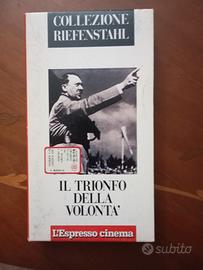 COLLEZIONE
RIEFENSTAHL
IL TRIONFO
DELLA
VOLONTA'
L'Espresso cinema
subito